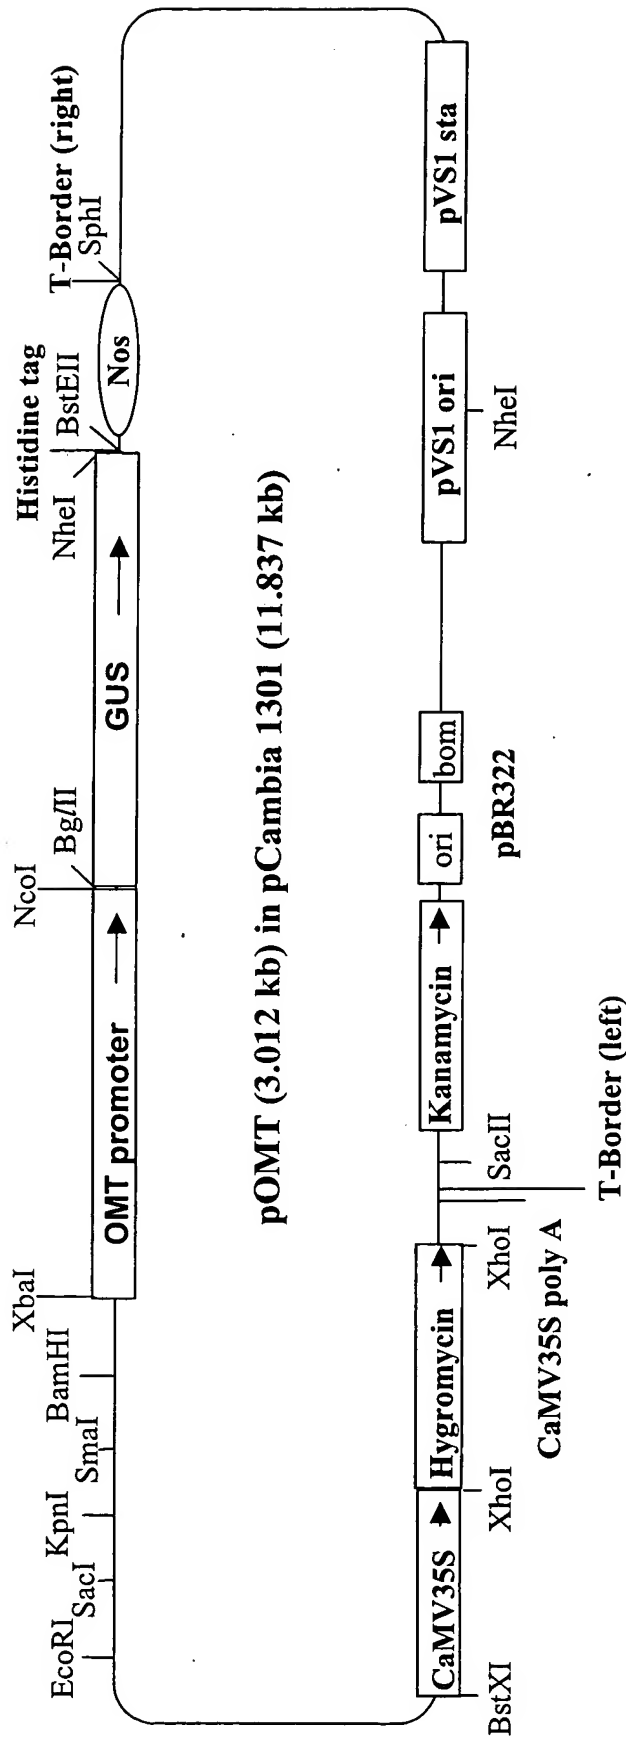 EcoRI
SacI
KpnI
SmaI
BamHI
XbaI
NcoI
BglII
NheI
Histidine tag
BstEII
T-Border (right)
SphI
OMT promoter
GUS
Nos
pOMT (3.012 kb) in pCambia 1301 (11.837 kb)
CaMV35S
Hygromycin
Kanamycin
ori
bom
pVS1 ori
pVS1 sta
BstXI
XhoI
XhoI
SacII
pBR322
NheI
CaMV35S poly A
T-Border (left)